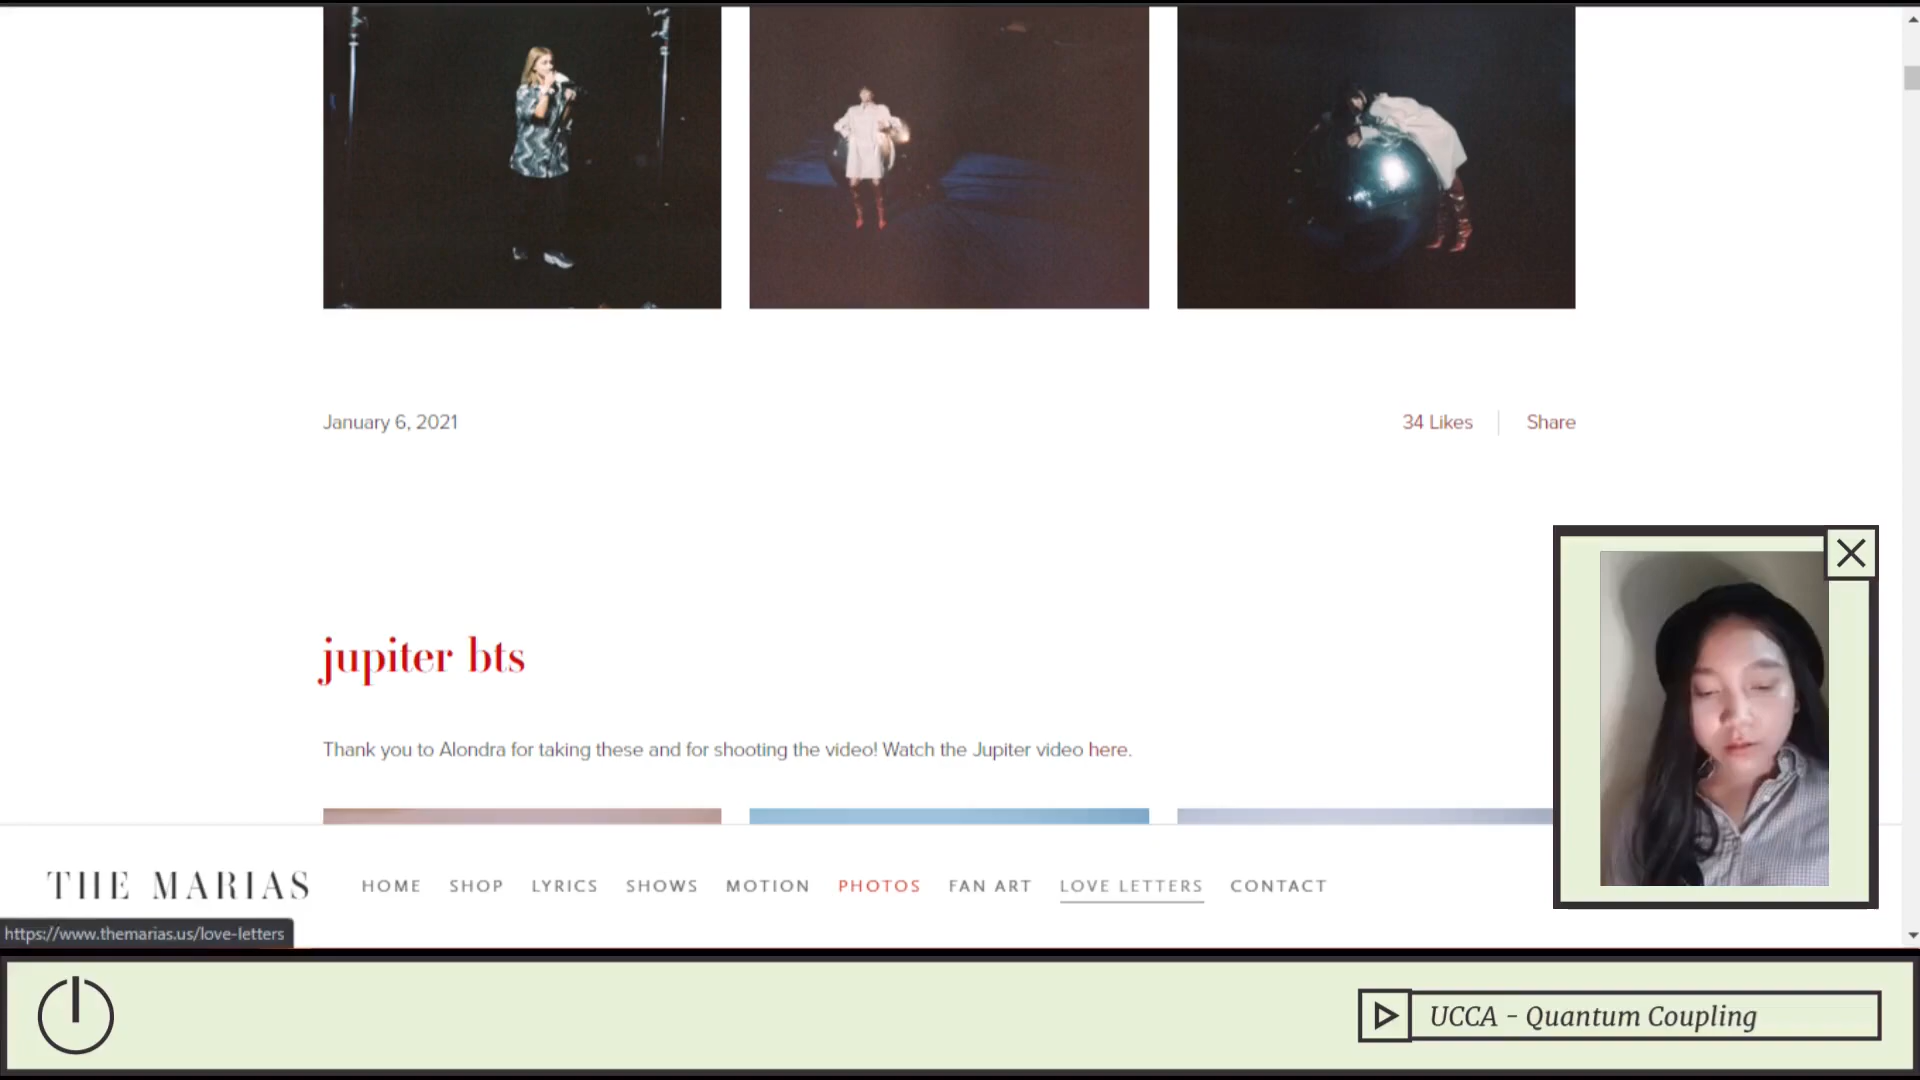 January 6, 2021
34 Likes
Share
jupiter bts
Thank you to Alondra for taking these and for shooting the video! Watch the Jupiter video here.
THE MARIAS
HOME SHOP LYRICS SHOWS MOTION PHOTOS FAN ART LOVE LETTERS CONTACT
https://www.themarias.us/love-letters
UCCA - Quantum Coupling